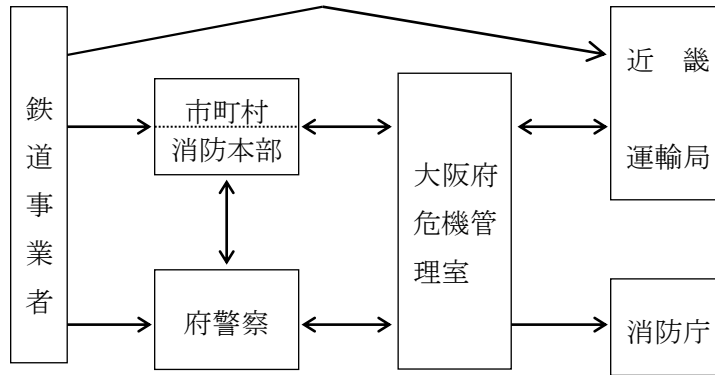 鉄道事業者
市町村
消防本部
府警察
大阪府
危機管
理室
近　畿
運輸局
消防庁